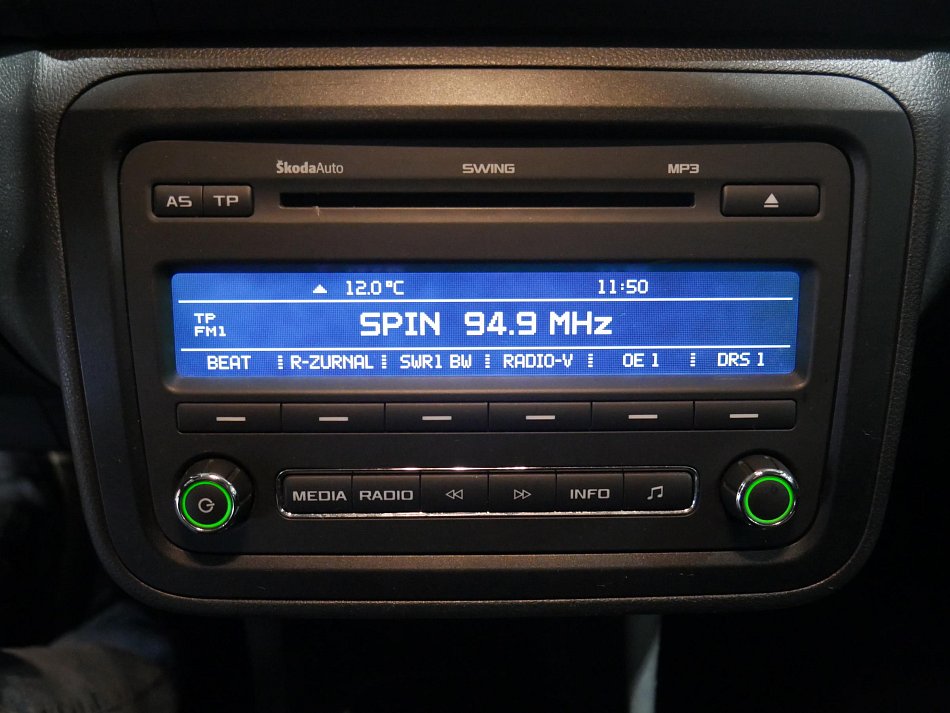 ŠkodaAuto SWING MP3
AS TP
12.0°C 11:50
TP
FM1
SPIN 94.9 MHz
BEAT R-ZURNAL SWR1 BW RADIO-V OE 1 DRS 1
MEDIA RADIO INFO